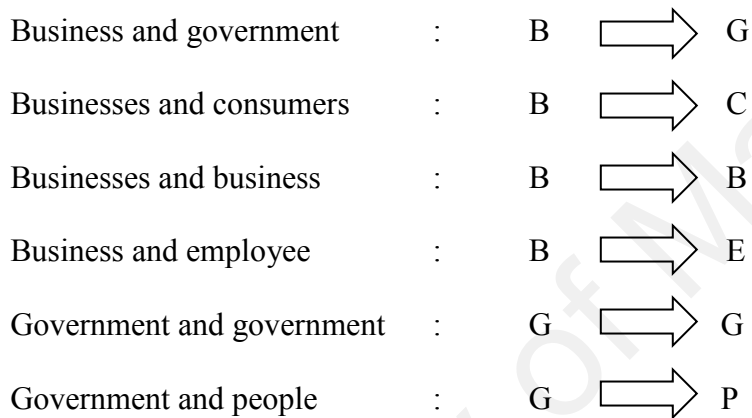 Business and government : B G
Businesses and consumers : B C
Businesses and business : B B
Business and employee : B E
Government and government : G G
Government and people : G P